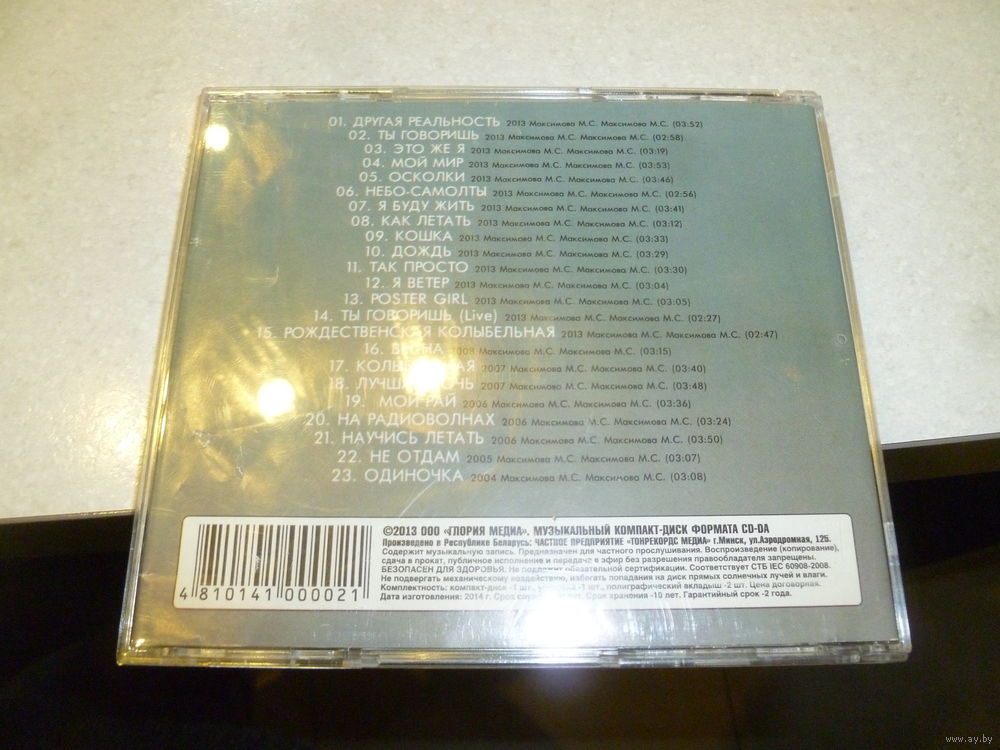 01. ДРУГАЯ РЕАЛЬНОСТЬ 2013 Максимова М.С. Максимова М.С. (03:52)
02. ТЫ ГОВОРИШЬ 2013 Максимова М.С. Максимова М.С. (02:58)
03. ЭТО ЖЕ Я 2013 Максимова М.С. Максимова М.С. (03:19)
04. МОЙ МИР 2013 Максимова М.С. Максимова М.С. (03:53)
05. ОСКОЛКИ 2013 Максимова М.С. Максимова М.С. (03:46)
06. НЕБО-САМОЛТЫ 2013 Максимова М.С. Максимова М.С. (02:56)
07. Я БУДУ ЖИТЬ 2013 Максимова М.С. Максимова М.С. (03:41)
08. КАК ЛЕТАТЬ 2013 Максимова М.С. Максимова М.С. (03:12)
09. КОШКА 2013 Максимова М.С. Максимова М.С. (03:33)
10. ДОЖДЬ 2013 Максимова М.С. Максимова М.С. (03:29)
11. ТАК ПРОСТО 2013 Максимова М.С. Максимова М.С. (03:30)
12. Я ВЕТЕР 2013 Максимова М.С. Максимова М.С. (03:04)
13. POSTER GIRL 2013 Максимова М.С. Максимова М.С. (03:05)
14. ТЫ ГОВОРИШЬ (Live) 2013 Максимова М.С. Максимова М.С. (02:27)
15. РОЖДЕСТВЕНСКАЯ КОЛЫБЕЛЬНАЯ 2013 Максимова М.С. Максимова М.С. (02:47)
16. ВЕСНА 2008 Максимова М.С. Максимова М.С. (03:15)
17. КОЛЫБЕЛЬНАЯ 2007 Максимова М.С. Максимова М.С. (03:40)
18. ЛУЧШАЯ НОЧЬ 2007 Максимова М.С. Максимова М.С. (03:48)
19. МОЙ РАЙ 2006 Максимова М.С. Максимова М.С. (03:36)
20. НА РАДИОВОЛНАХ 2006 Максимова М.С. Максимова М.С. (03:24)
21. НАУЧИСЬ ЛЕТАТЬ 2006 Максимова М.С. Максимова М.С. (03:50)
22. НЕ ОТДАМ 2005 Максимова М.С. Максимова М.С. (03:07)
23. ОДИНОЧКА 2004 Максимова М.С. Максимова М.С. (03:08)
©2013 ООО «ГЛОРИЯ МЕДИА». МУЗЫКАЛЬНЫЙ КОМПАКТ-ДИСК ФОРМАТА CD-DA
Произведено в Республике Беларусь: ЧАСТНОЕ ПРЕДПРИЯТИЕ «ТОНРЕКОРДС МЕДИА» г.Минск, ул.Аэродромная, 125.
Содержит музыкальную запись. Предназначен для частного прослушивания. Воспроизведение (копирование),
сдача в прокат, публичное исполнение и передача в эфир без разрешения правообладателя запрещены.
БЕЗОПАСЕН ДЛЯ ЗДОРОВЬЯ. Не подлежит обязательной сертификации. Соответствует СТБ IEC 60908-2008.
Не подвергать механическому воздействию, избегать попадания на диск прямых солнечных лучей и влаги.
Комплектность: компакт-диск -1 шт., -1 шт., полиграфический вкладыш -2 шт. Цена договорная.
Дата изготовления: 2014 г. Срок Срок хранения -10 лет. Гарантийный срок -2 года.
4 810141 000021
www.ay.by